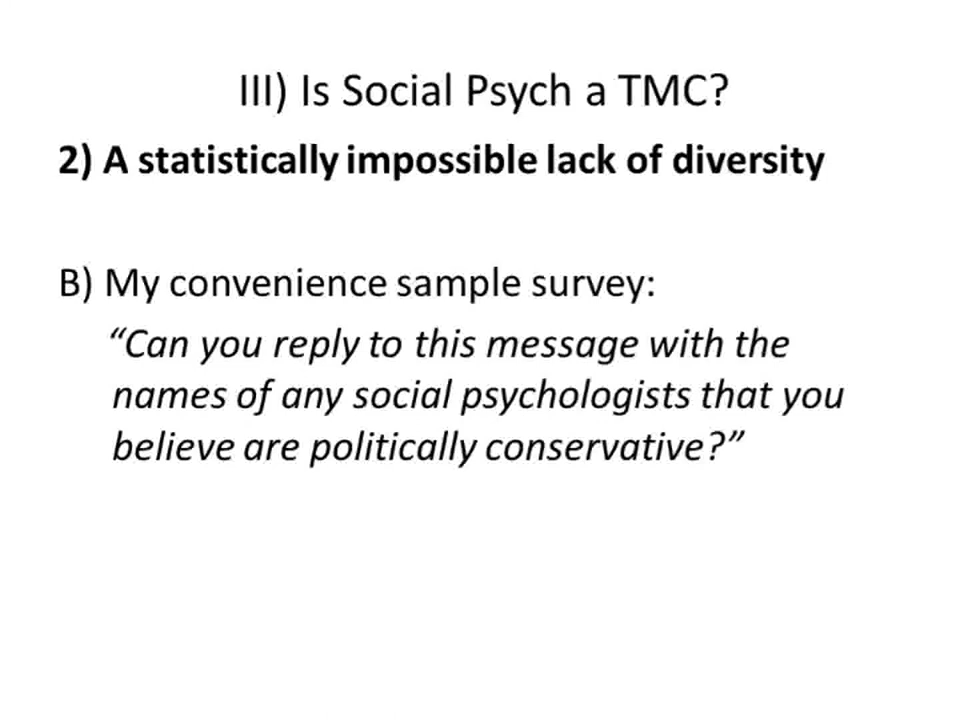 III) Is Social Psych a TMC?
2) A statistically impossible lack of diversity
B) My convenience sample survey:
“Can you reply to this message with the
names of any social psychologists that you
believe are politically conservative?”